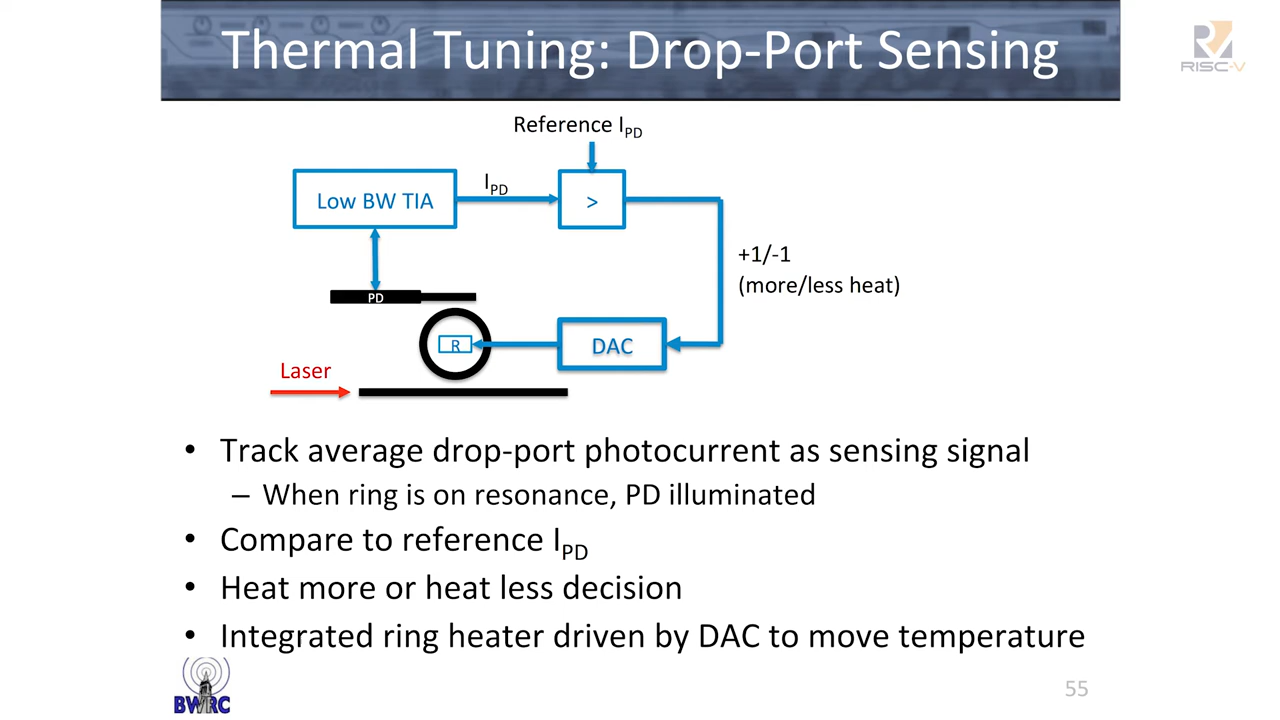 Thermal Tuning: Drop-Port Sensing
RISC-V
Reference I_PD
Low BW TIA
I_PD
>
+1/-1
(more/less heat)
PD
R
DAC
Laser
• Track average drop-port photocurrent as sensing signal
– When ring is on resonance, PD illuminated
• Compare to reference I_PD
• Heat more or heat less decision
• Integrated ring heater driven by DAC to move temperature
BWRC
55